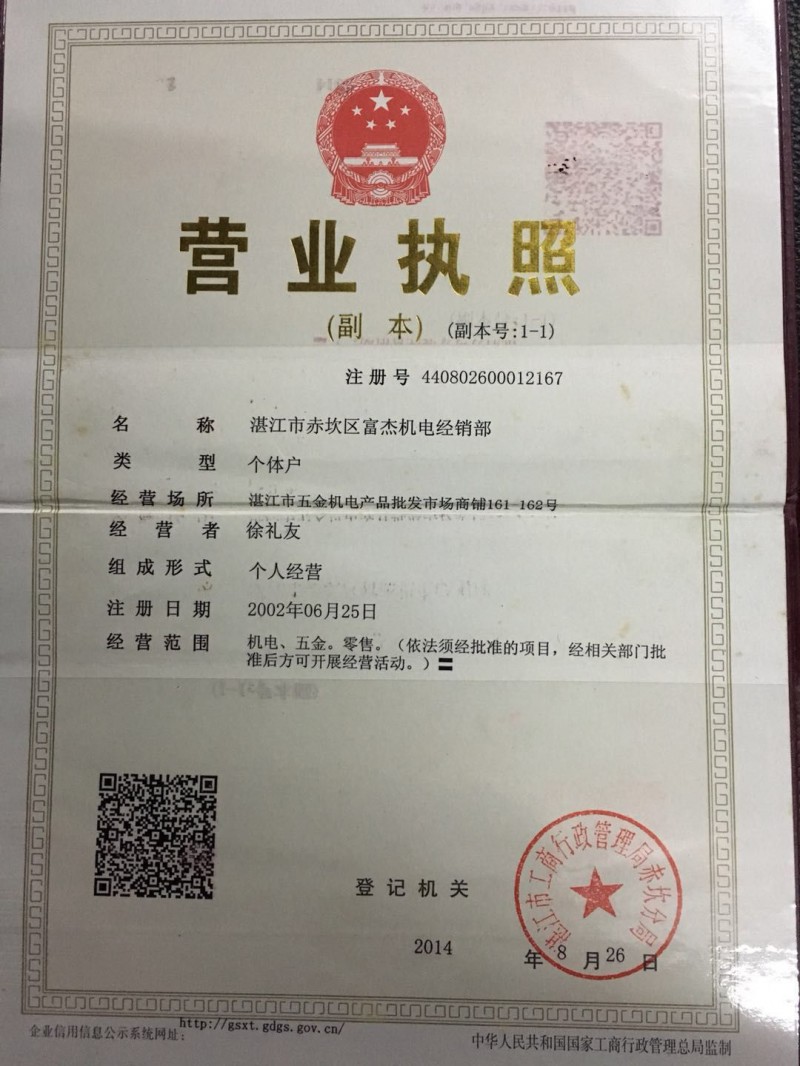 营业执照
(副 本) (副本号:1-1)
注册号 440802600012167
名 称 湛江市赤坎区富杰机电经销部
类 型 个体户
经营场所 湛江市五金机电产品批发市场商铺161-162号
经 营 者 徐礼友
组成形式 个人经营
注册日期 2002年06月25日
经营范围 机电、五金。零售。(依法须经批准的项目,经相关部门批
准后方可开展经营活动。)〓
湛江市工商行政管理局赤坎分局
登记机关
2014 年 8 月 26 日
企业信用信息公示系统网址: http://gsxt.gdgs.gov.cn/
中华人民共和国国家工商行政管理总局监制